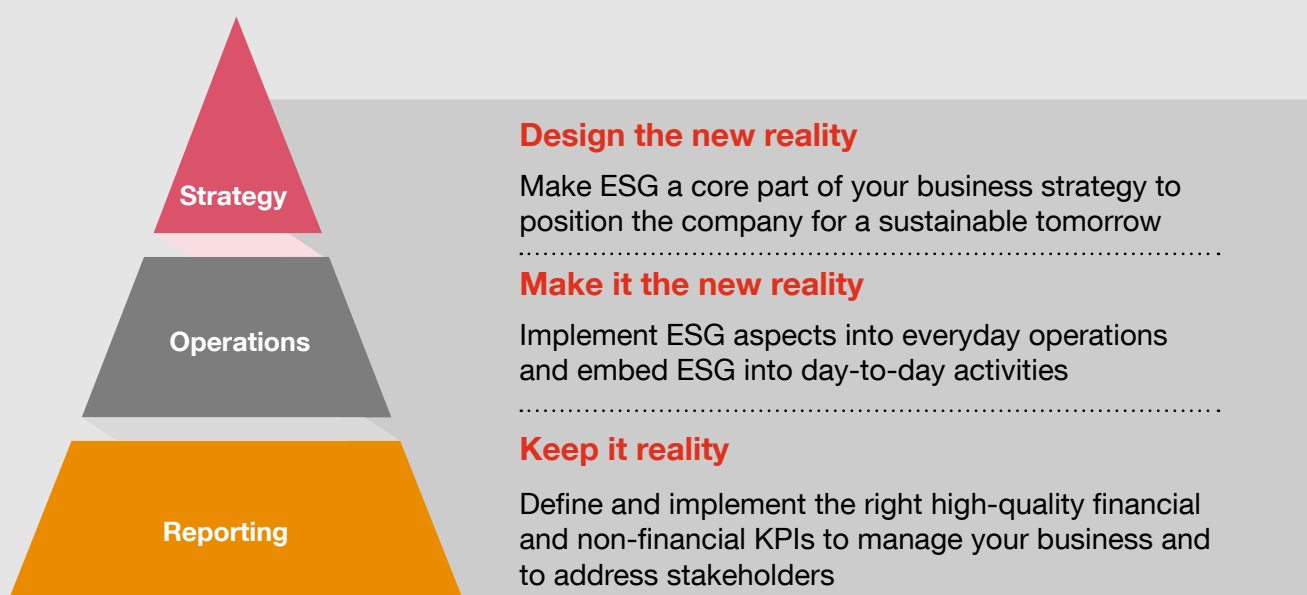 Strategy
Design the new reality
Make ESG a core part of your business strategy to
position the company for a sustainable tomorrow
Operations
Make it the new reality
Implement ESG aspects into everyday operations
and embed ESG into day-to-day activities
Reporting
Keep it reality
Define and implement the right high-quality financial
and non-financial KPIs to manage your business and
to address stakeholders